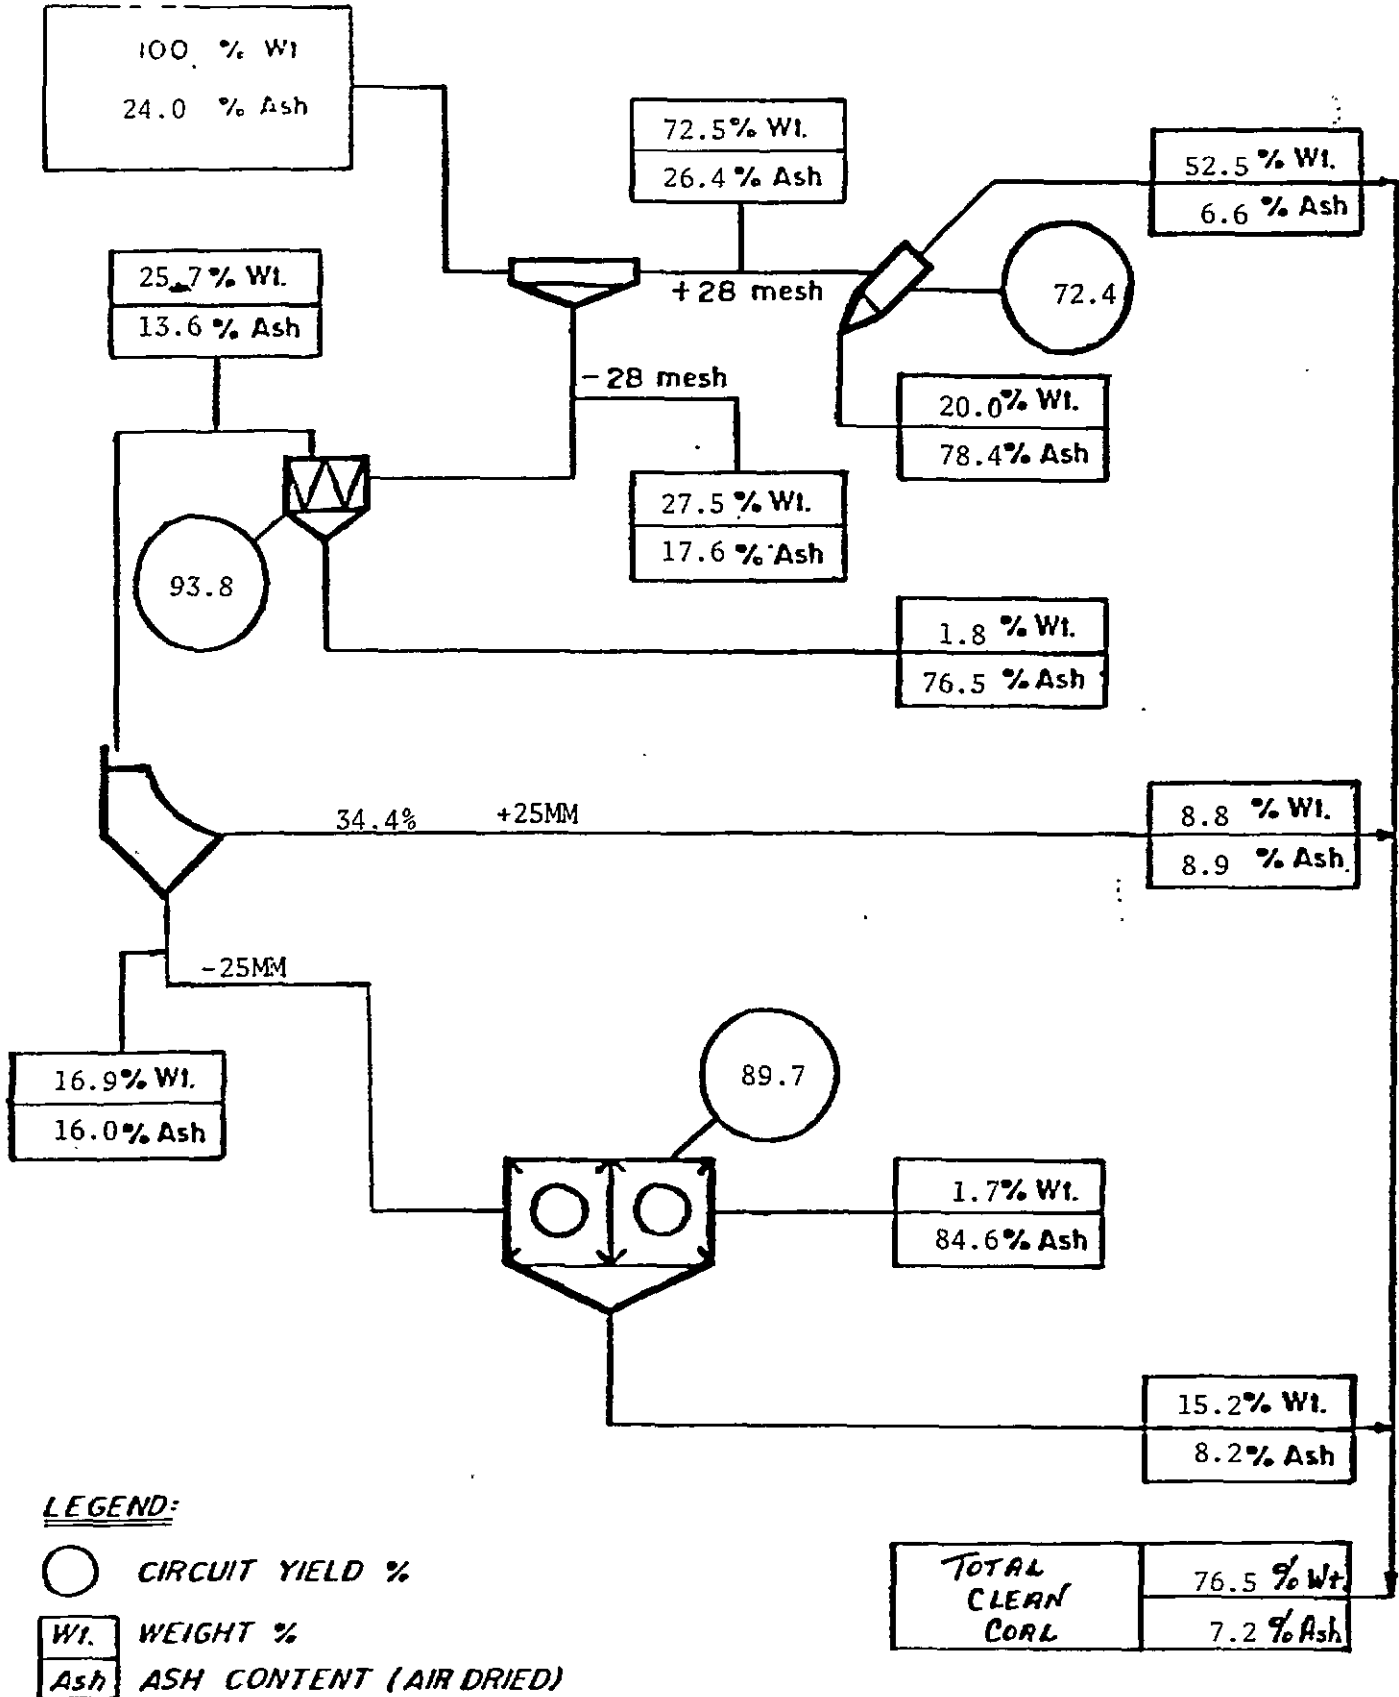 100 % Wt
24.0 % Ash
72.5% Wt.
26.4% Ash
52.5 % Wt.
6.6 % Ash
25.7% Wt.
13.6% Ash
+28 mesh
72.4
-28 mesh
20.0% Wt.
78.4% Ash
27.5 % Wt.
17.6 % Ash
93.8
1.8 % Wt.
76.5 % Ash
34.4% +25MM
8.8 % Wt.
8.9 % Ash
-25MM
16.9% Wt.
16.0% Ash
89.7
1.7% Wt.
84.6% Ash
15.2% Wt.
8.2% Ash
LEGEND:
CIRCUIT YIELD %
Wt. WEIGHT %
Ash ASH CONTENT (AIR DRIED)
TOTAL
CLEAN
COAL
76.5 % Wt.
7.2 % Ash